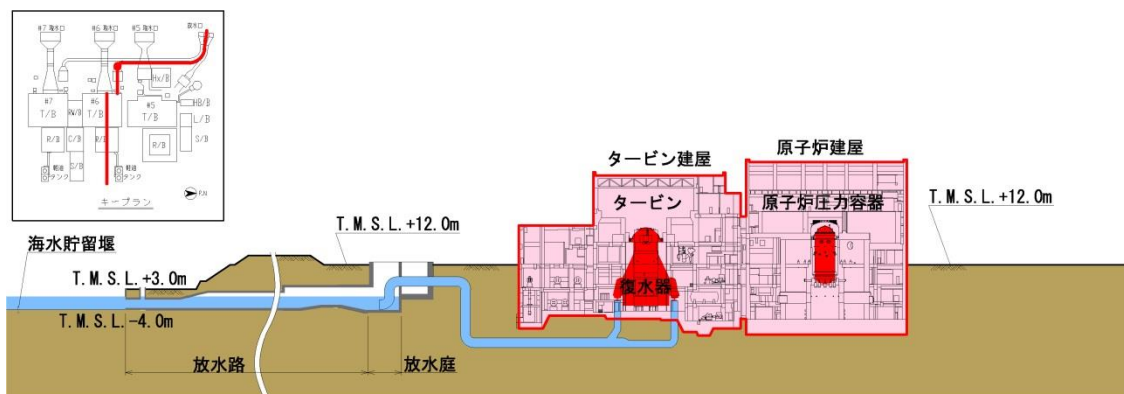 #7 取水口
#6 取水口
#5 取水口
放水口
Hx/B
#7
T/B
RW/B
#6
T/B
#5
T/B
HB/B
L/B
S/B
R/B
C/B
R/B
R/B
S/B
軽油
タンク
軽油
タンク
P.N
キープラン
タービン建屋
原子炉建屋
タービン
原子炉圧力容器
復水器
T.M.S.L.+12.0m
T.M.S.L.+12.0m
海水貯留堰
T.M.S.L.+3.0m
T.M.S.L.-4.0m
放水路
放水庭